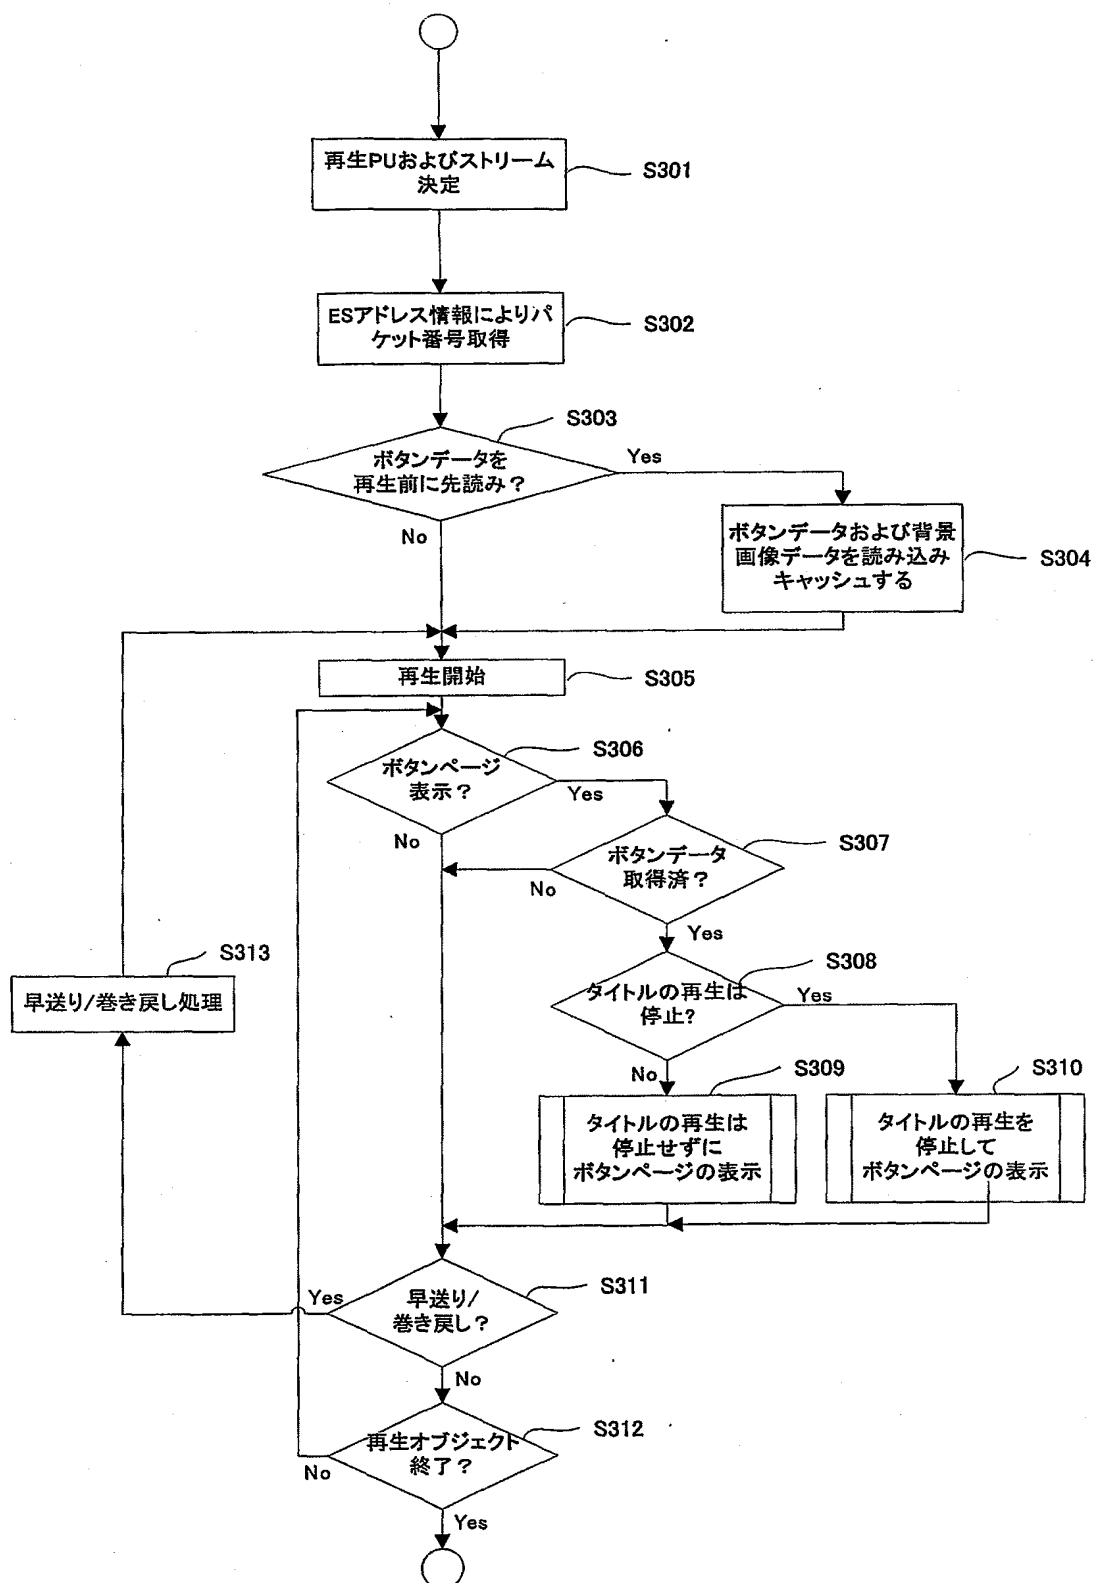 再生PUおよびストリーム
決定
S301
ESアドレス情報によりパ
ケット番号取得
S302
S303
ボタンデータを
再生前に先読み？
Yes
No
ボタンデータおよび背景
画像データを読み込み
キャッシュする
S304
再生開始
S305
S306
ボタンページ
表示？
Yes
No
S307
ボタンデータ
取得済？
No
Yes
S313
早送り/巻き戻し処理
S308
タイトルの再生は
停止?
Yes
No
S309
タイトルの再生は
停止せずに
ボタンページの表示
S310
タイトルの再生を
停止して
ボタンページの表示
S311
早送り/
巻き戻し？
Yes
No
S312
再生オブジェクト
終了？
No
Yes